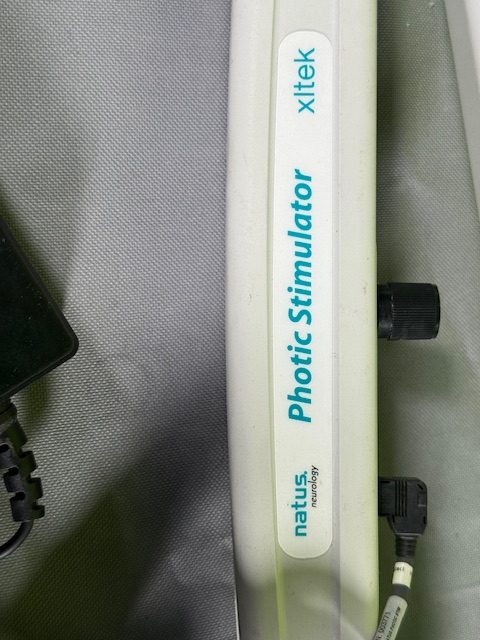 natus.
neurology
Photic Stimulator
xltek